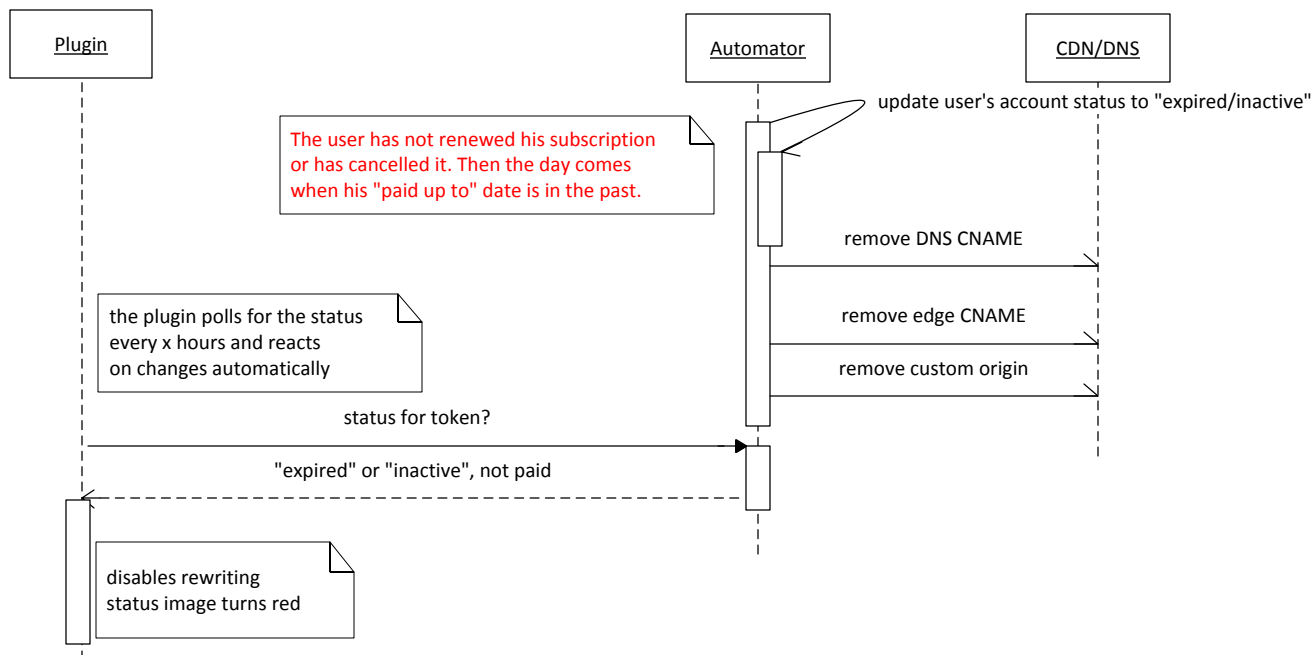 Plugin
Automator
CDN/DNS
update user's account status to "expired/inactive"
The user has not renewed his subscription
or has cancelled it. Then the day comes
when his "paid up to" date is in the past.
remove DNS CNAME
the plugin polls for the status
every x hours and reacts
on changes automatically
remove edge CNAME
remove custom origin
status for token?
"expired" or "inactive", not paid
disables rewriting
status image turns red